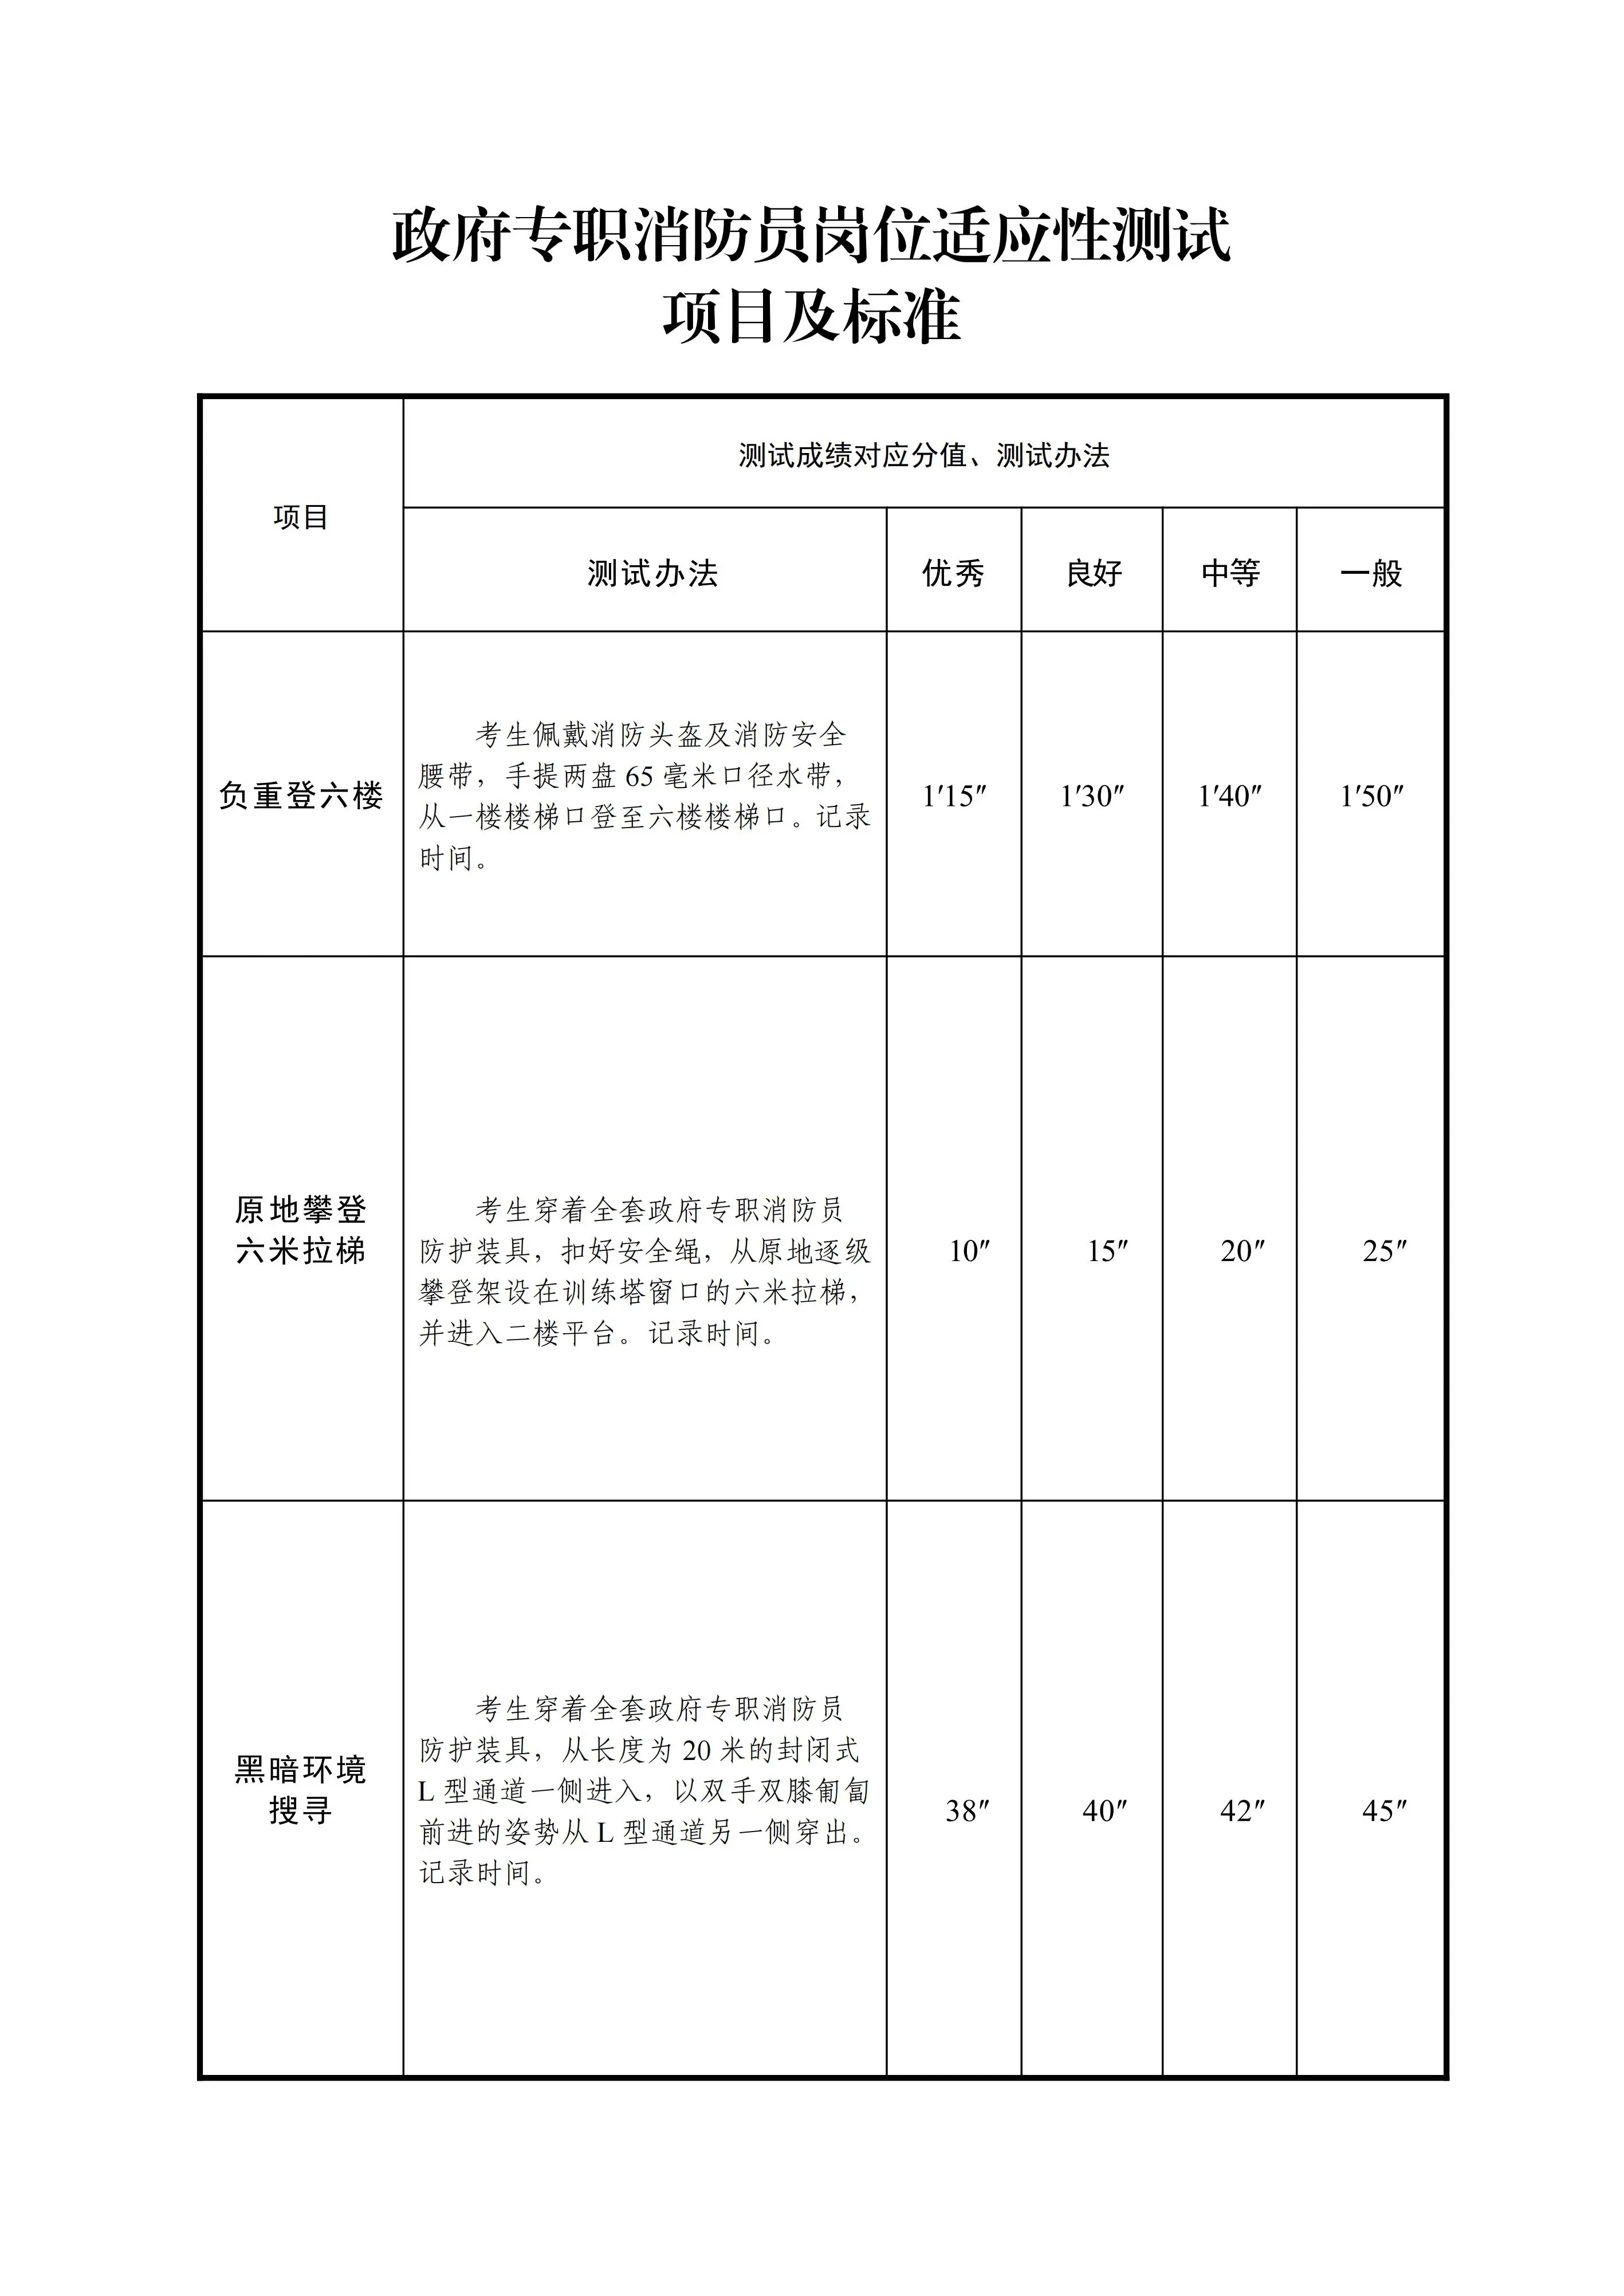 政府专职消防员岗位适应性测试
项目及标准
项目
测试成绩对应分值、测试办法
测试办法
优秀
良好
中等
一般
负重登六楼
考生佩戴消防头盔及消防安全
腰带，手提两盘 65 毫米口径水带，
从一楼楼梯口登至六楼楼梯口。记录
时间。
1′15″
1′30″
1′40″
1′50″
原地攀登
六米拉梯
考生穿着全套政府专职消防员
防护装具，扣好安全绳，从原地逐级
攀登架设在训练塔窗口的六米拉梯，
并进入二楼平台。记录时间。
10″
15″
20″
25″
黑暗环境
搜寻
考生穿着全套政府专职消防员
防护装具，从长度为 20 米的封闭式
L 型通道一侧进入，以双手双膝匍匐
前进的姿势从 L 型通道另一侧穿出。
记录时间。
38″
40″
42″
45″